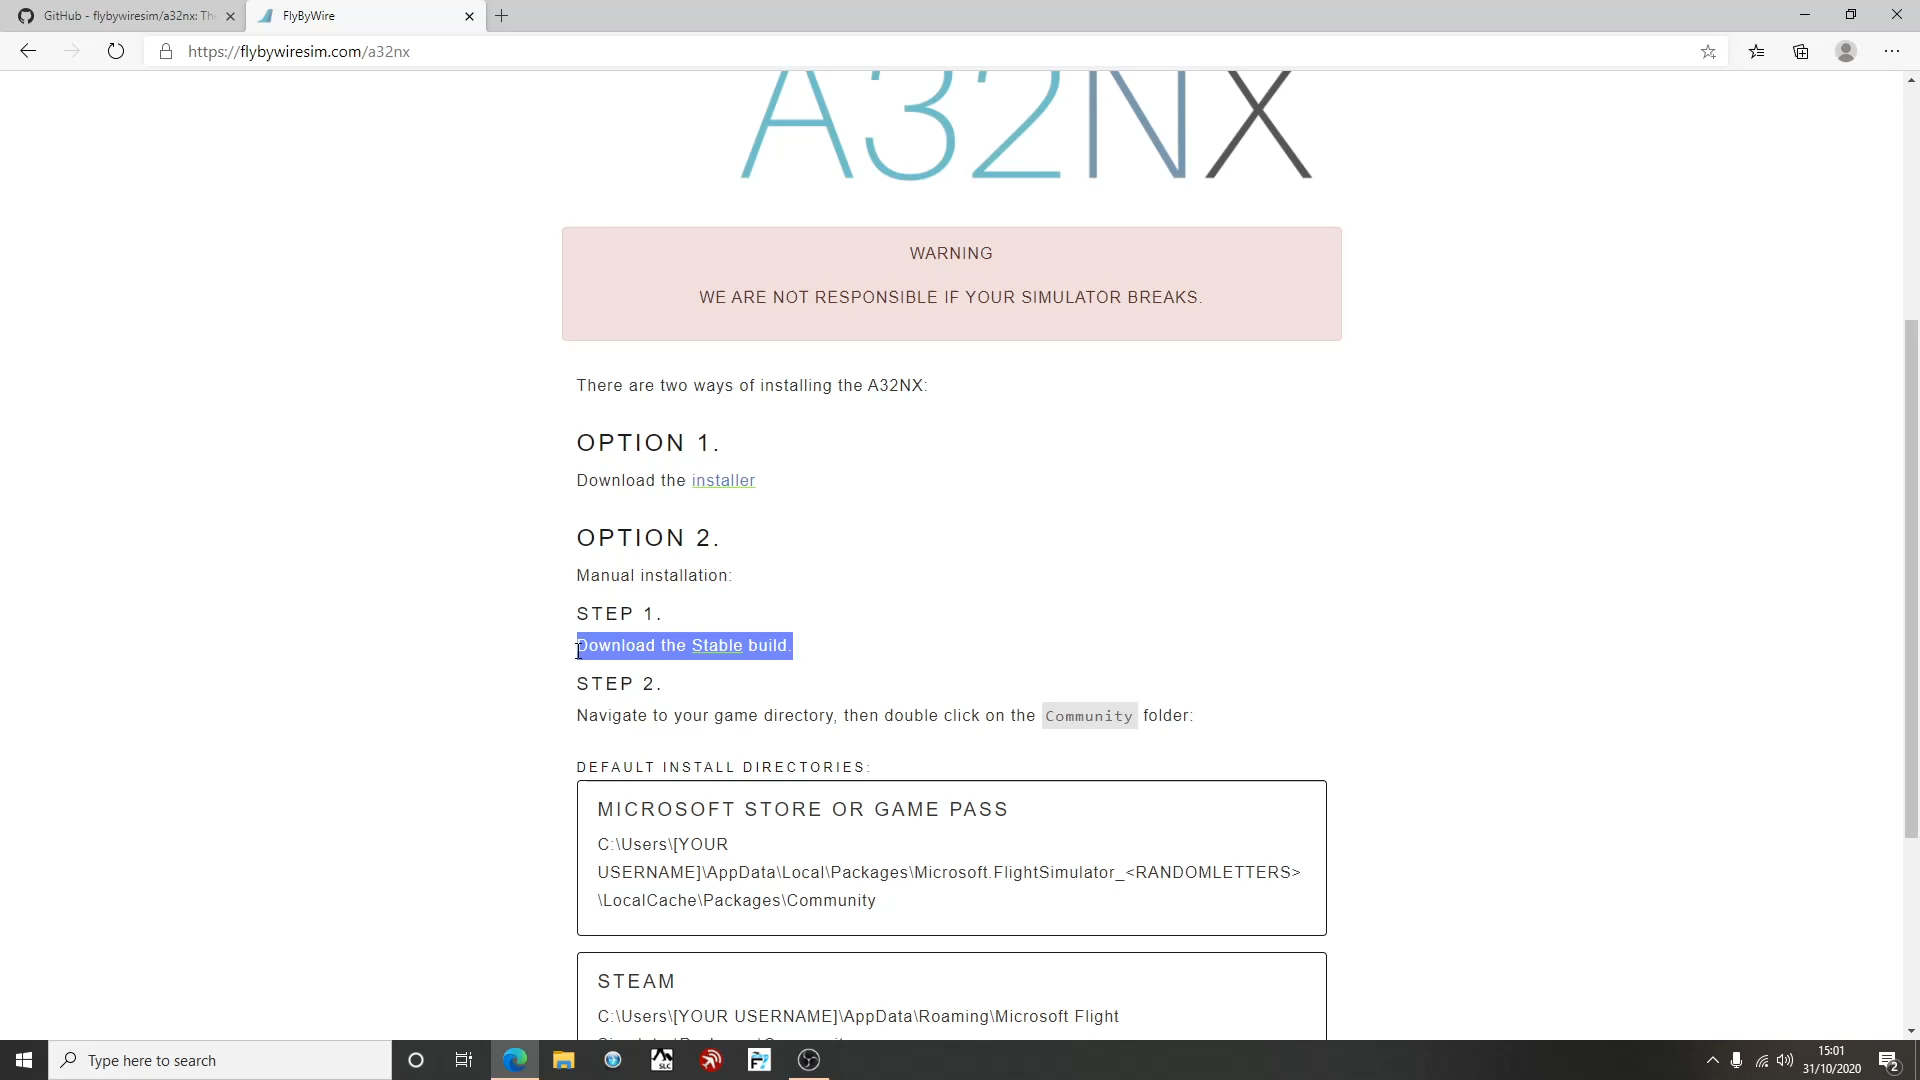 GitHub - flybywiresim/a32nx: The
FlyByWire
https://flybywiresim.com/a32nx
A32NX
WARNING
WE ARE NOT RESPONSIBLE IF YOUR SIMULATOR BREAKS.
There are two ways of installing the A32NX:
OPTION 1.
Download the installer
OPTION 2.
Manual installation:
STEP 1.
Download the Stable build.
STEP 2.
Navigate to your game directory, then double click on the Community folder:
DEFAULT INSTALL DIRECTORIES:
MICROSOFT STORE OR GAME PASS
C:\Users\[YOUR
USERNAME]\AppData\Local\Packages\Microsoft.FlightSimulator_<RANDOMLETTERS>
\LocalCache\Packages\Community
STEAM
C:\Users\[YOUR USERNAME]\AppData\Roaming\Microsoft Flight
Type here to search
SLC
15:01
31/10/2020
2